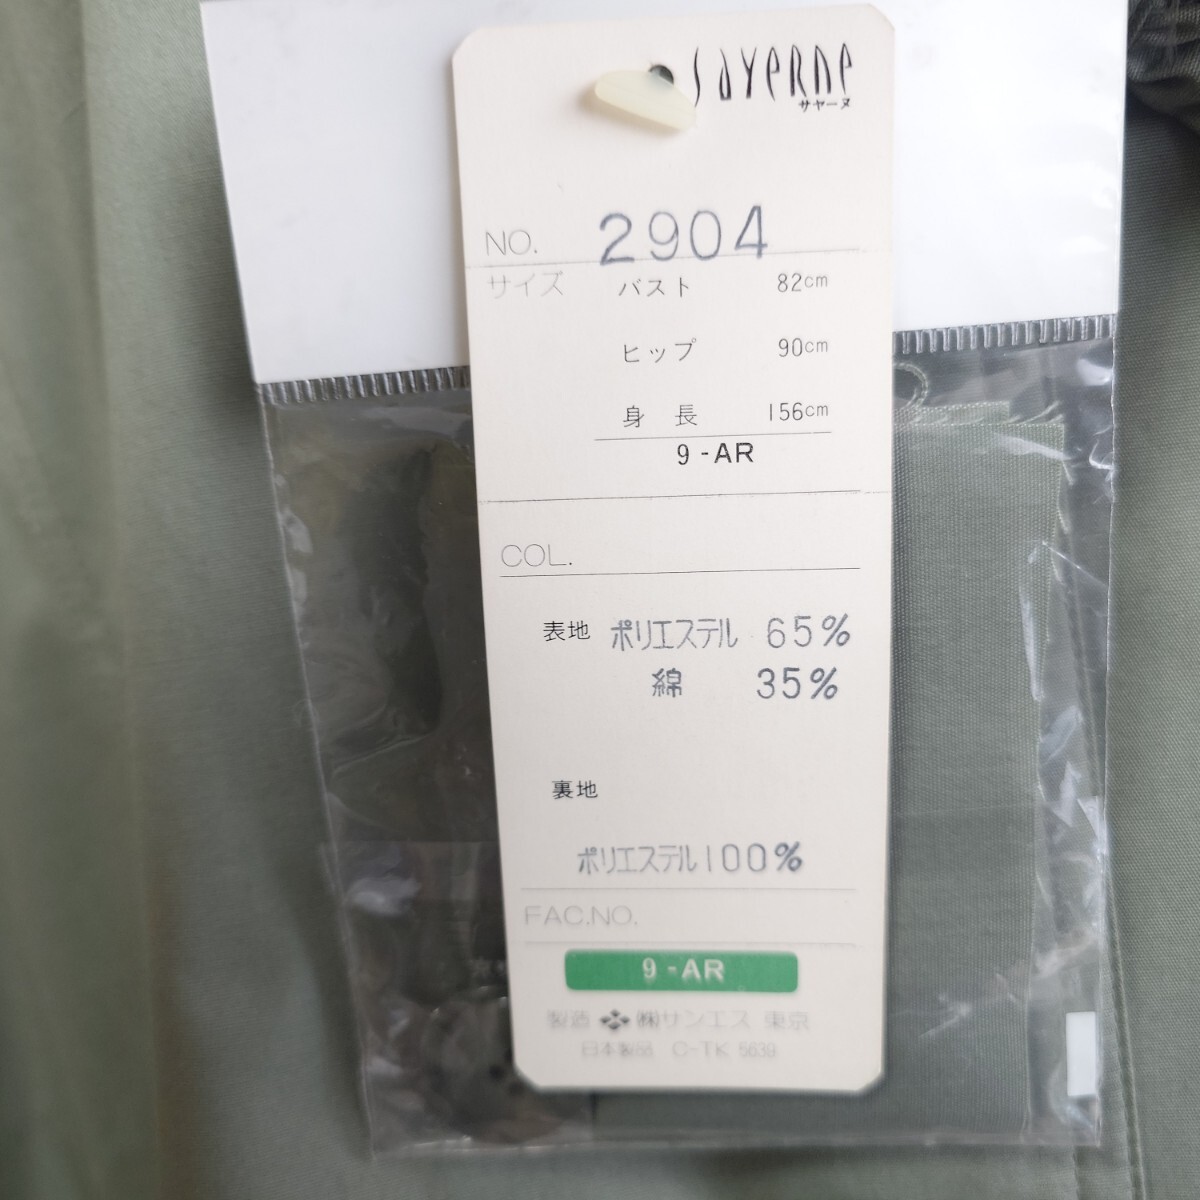 sayerne
サヤーヌ
NO. 2904
サイズ バスト 82cm
ヒップ 90cm
身長 156cm
9-AR
COL.
表地 ポリエステル 65%
綿 35%
裏地
ポリエステル100%
FAC.NO.
9-AR
製造 ㈱サンエス 東京
日本製品 C-TK 5639